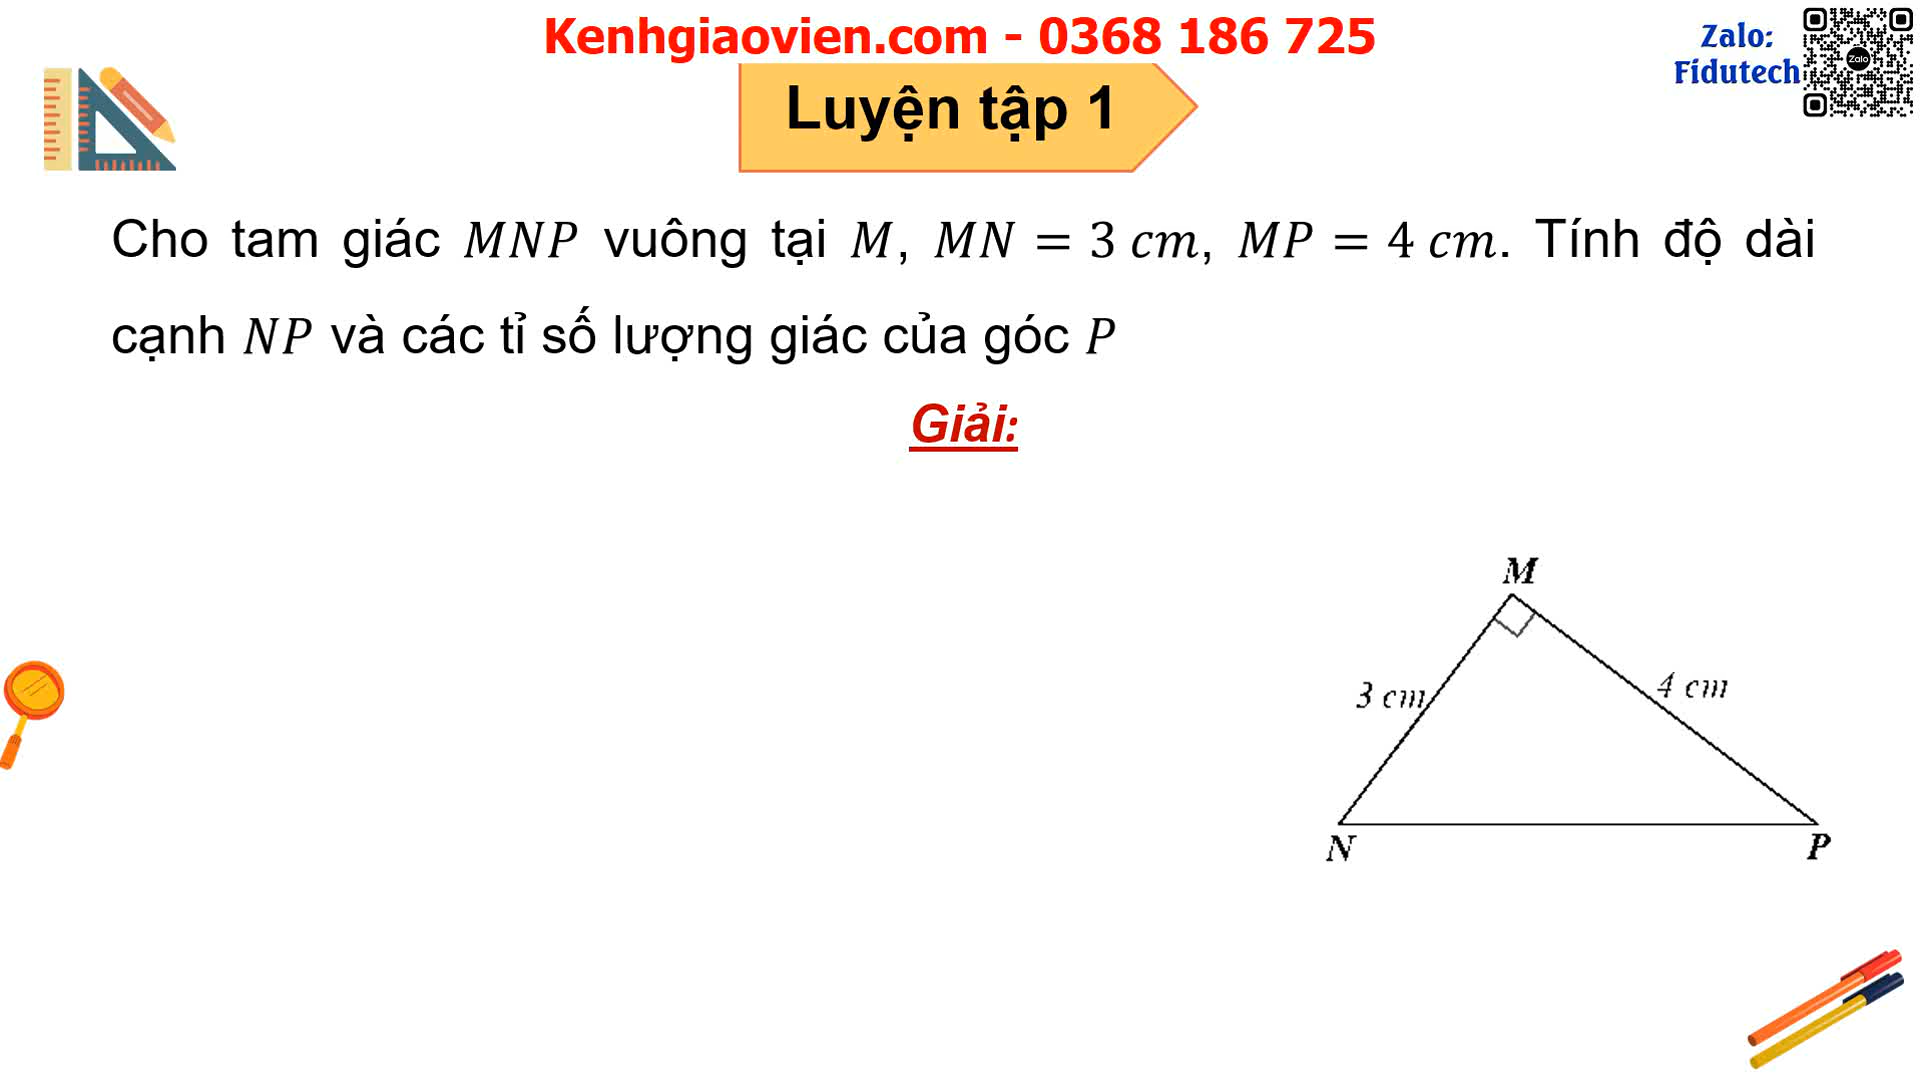 Kenhgiaovien.com - 0368 186 725
Zalo:
Fidutech
Zalo
Luyện tập 1
Cho tam giác MNP vuông tại M, MN = 3 cm, MP = 4 cm. Tính độ dài
cạnh NP và các tỉ số lượng giác của góc P
Giải:
M
3 cm
4 cm
N
P